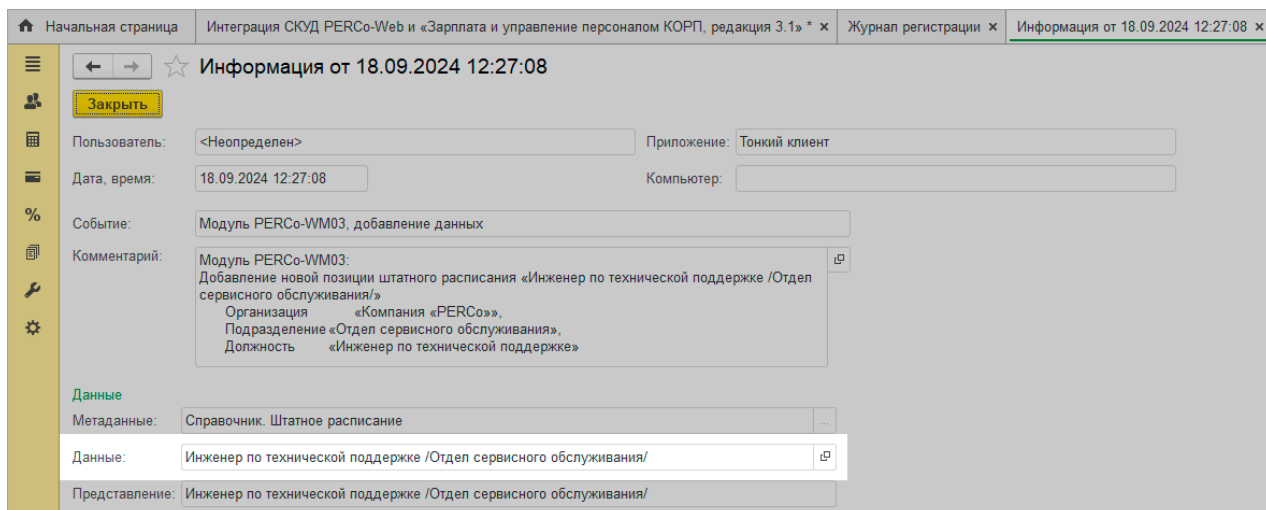 Начальная страница
Интеграция СКУД PERCo-Web и «Зарплата и управление персоналом КОРП, редакция 3.1» * ×
Журнал регистрации ×
Информация от 18.09.2024 12:27:08 ×
Информация от 18.09.2024 12:27:08
Закрыть
Пользователь: <Неопределен> Приложение: Тонкий клиент
Дата, время: 18.09.2024 12:27:08 Компьютер:
Событие: Модуль PERCo-WM03, добавление данных
Комментарий: Модуль PERCo-WM03:
Добавление новой позиции штатного расписания «Инженер по технической поддержке /Отдел
сервисного обслуживания/»
Организация «Компания «PERCo»»,
Подразделение «Отдел сервисного обслуживания»,
Должность «Инженер по технической поддержке»
Данные
Метаданные: Справочник. Штатное расписание ...
Данные: Инженер по технической поддержке /Отдел сервисного обслуживания/
Представление: Инженер по технической поддержке /Отдел сервисного обслуживания/